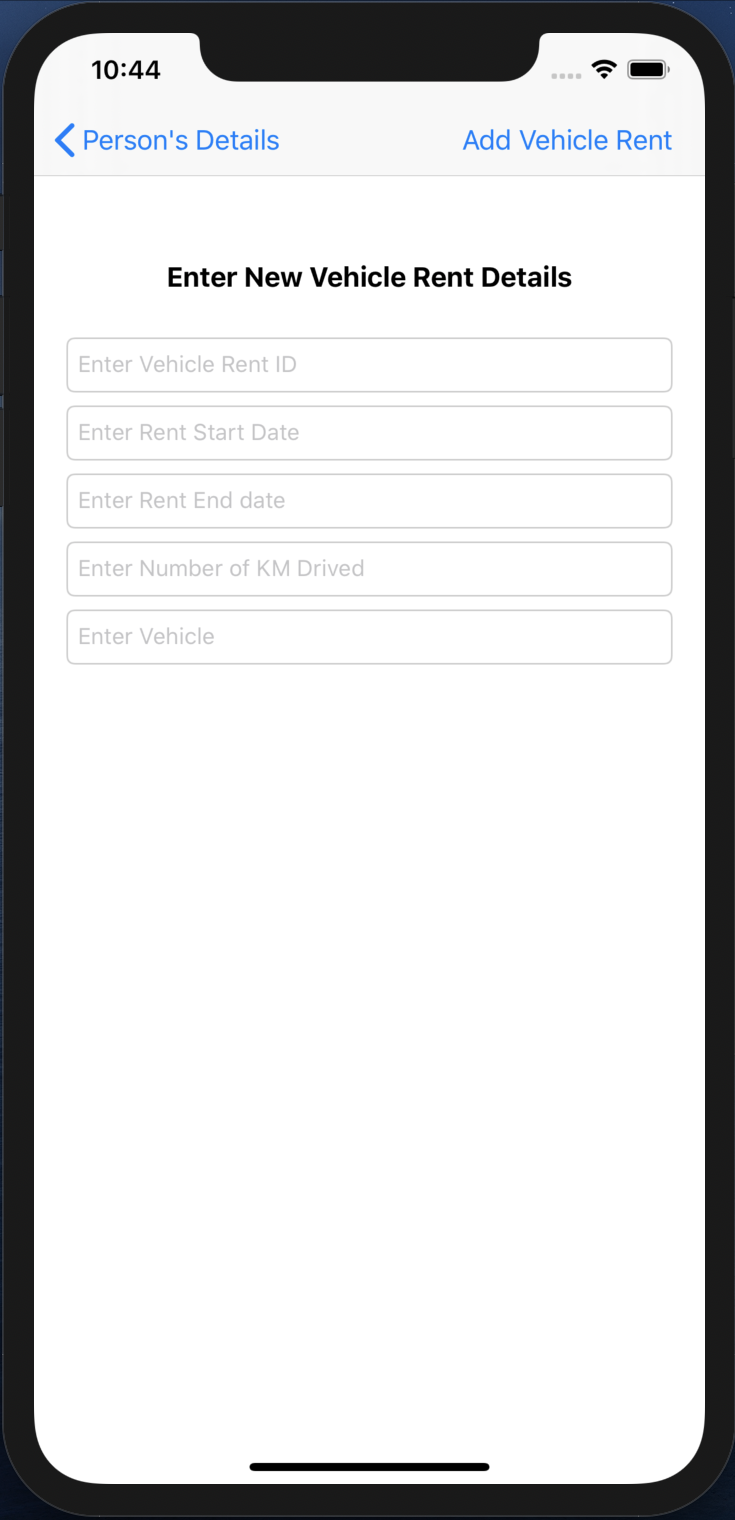 10:44
Person's Details Add Vehicle Rent
Enter New Vehicle Rent Details
Enter Vehicle Rent ID
Enter Rent Start Date
Enter Rent End date
Enter Number of KM Drived
Enter Vehicle